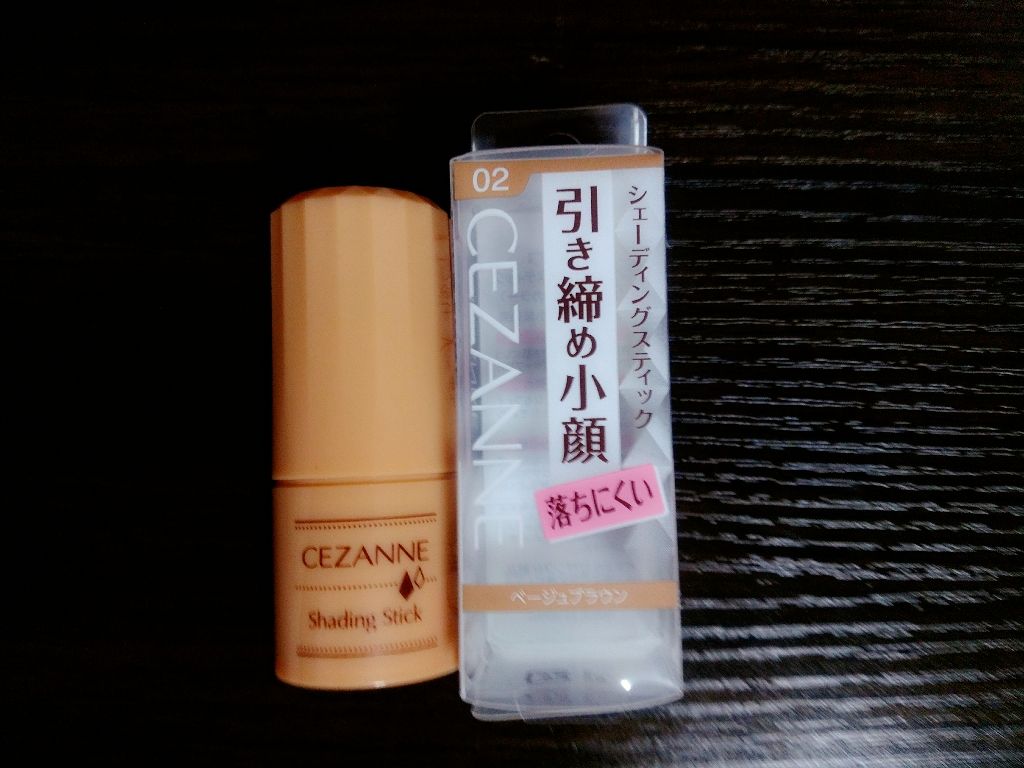 CEZANNE
Shading Stick
02
CEZANNE
シェーディングスティック
引き締め小顔
落ちにくい
ベージュブラウン